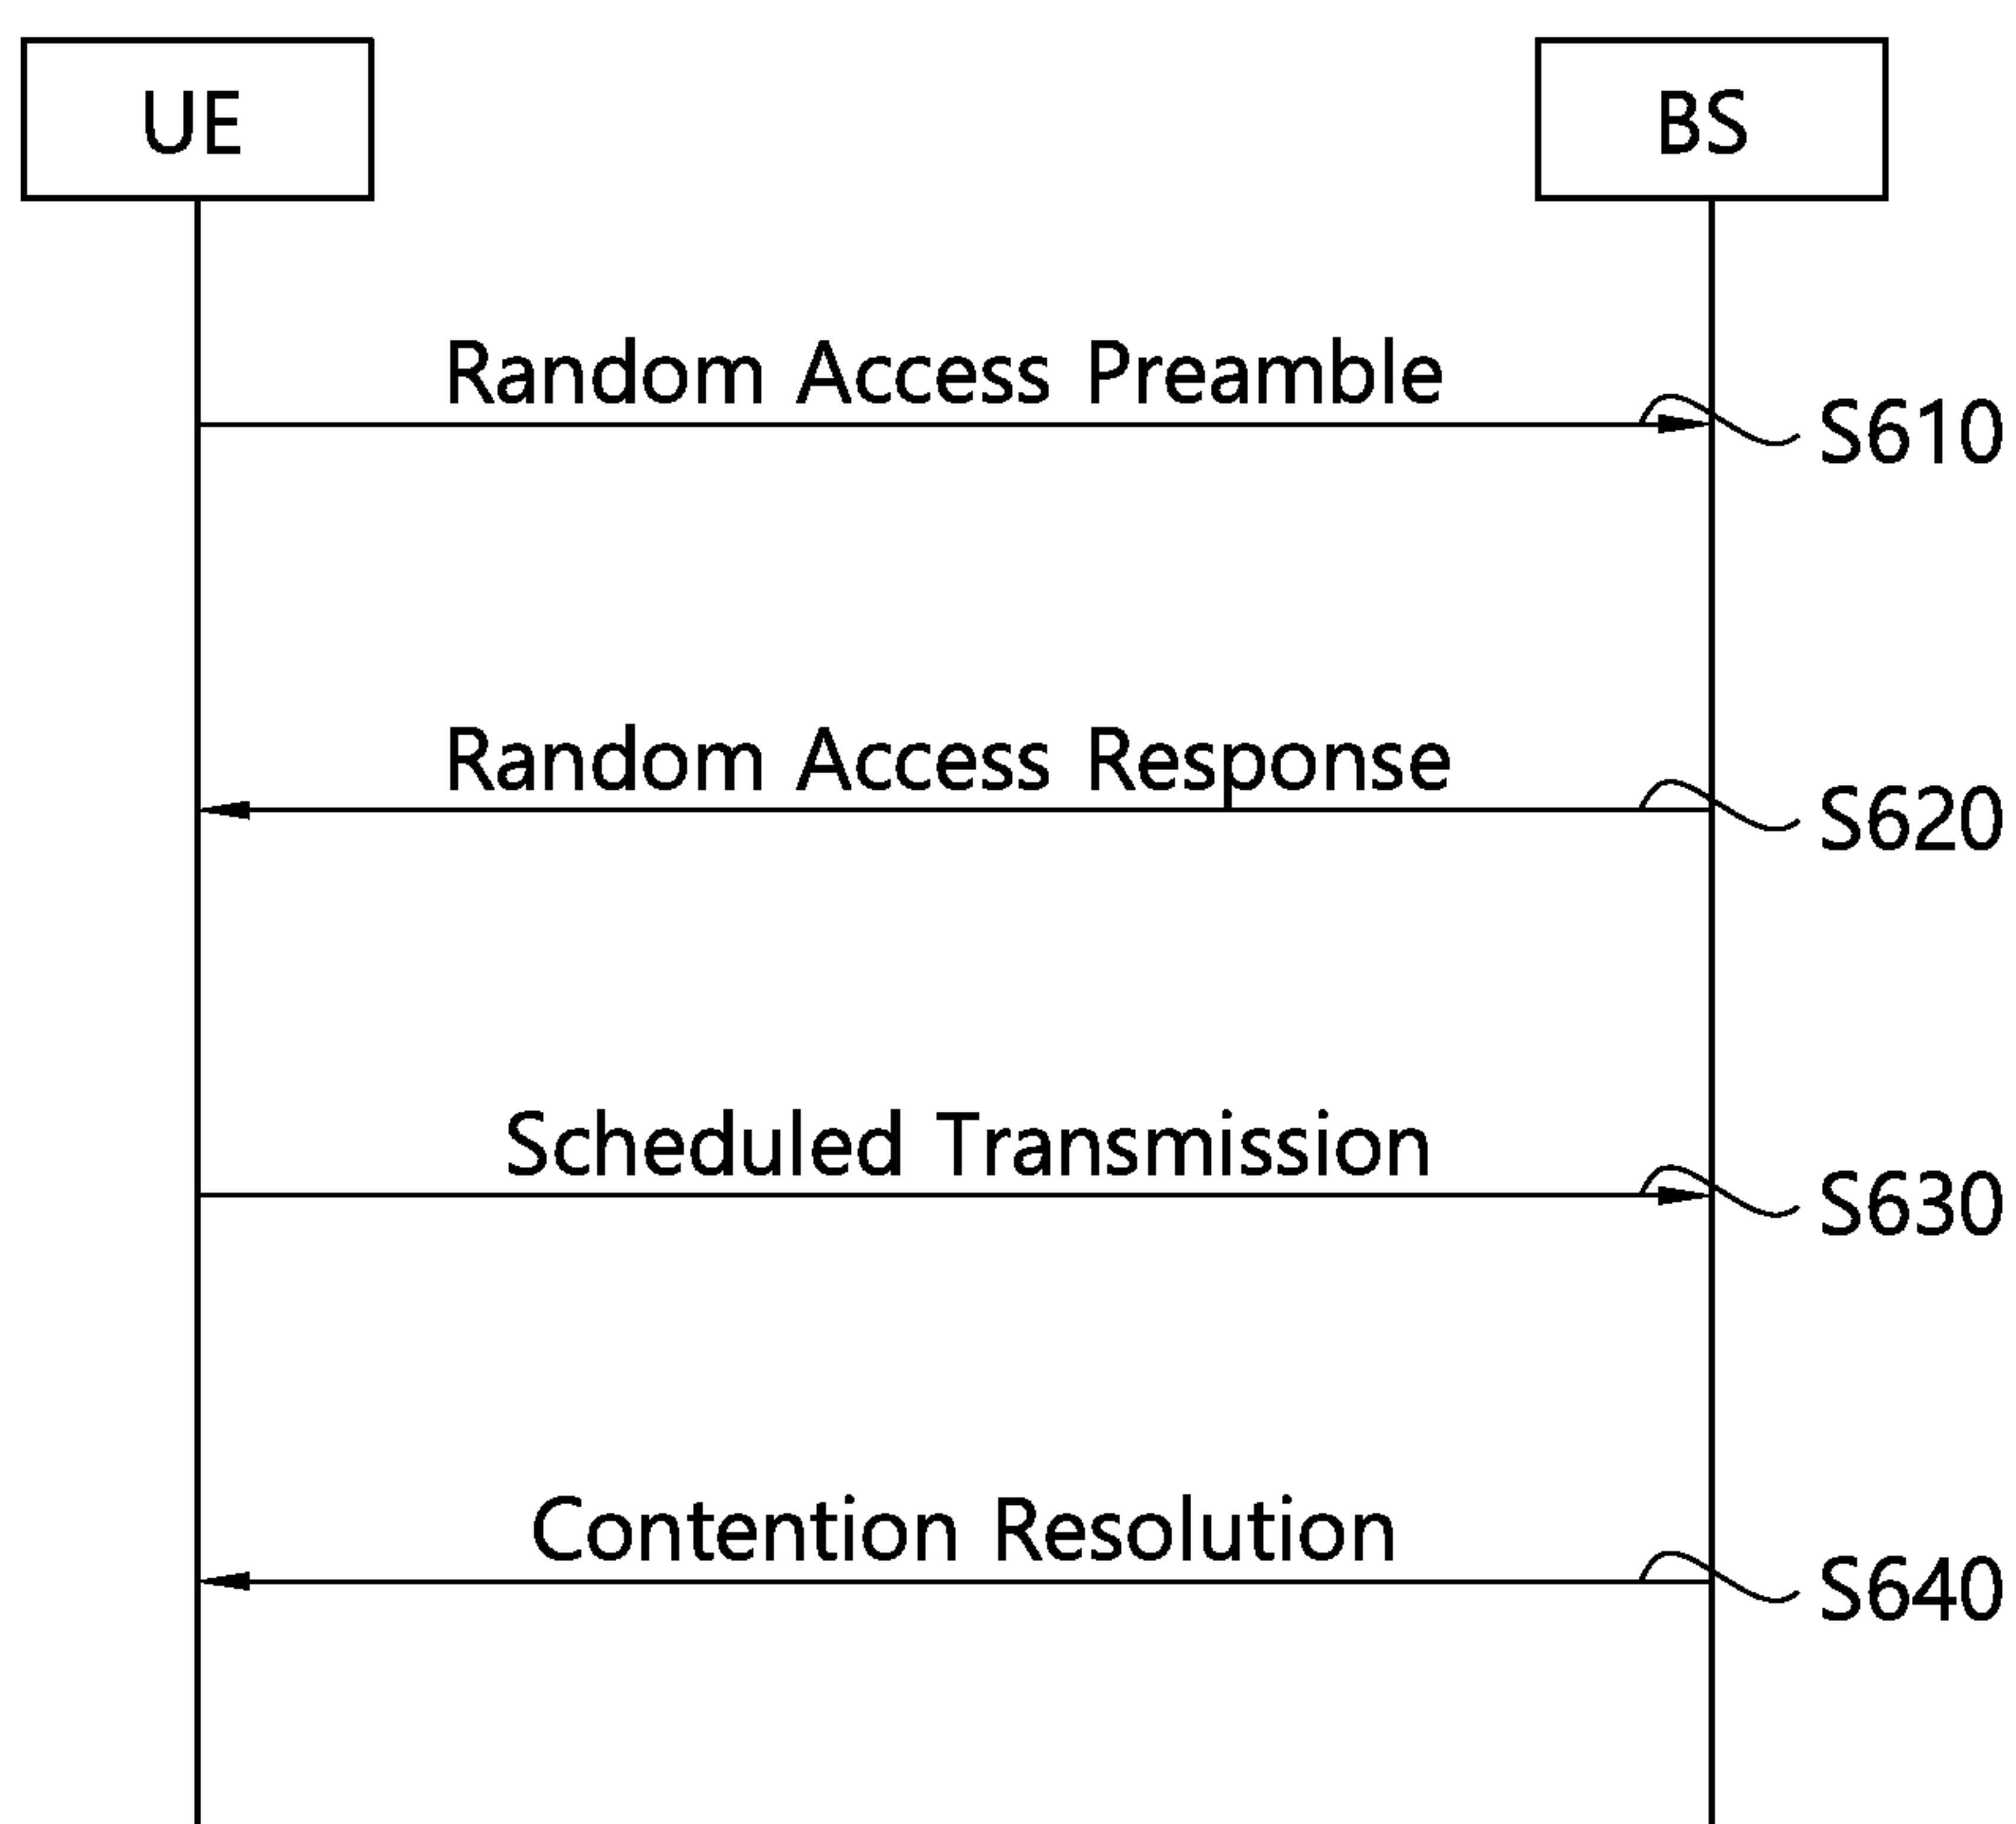 UE
BS
Random Access Preamble
S610
Random Access Response
S620
Scheduled Transmission
S630
Contention Resolution
S640